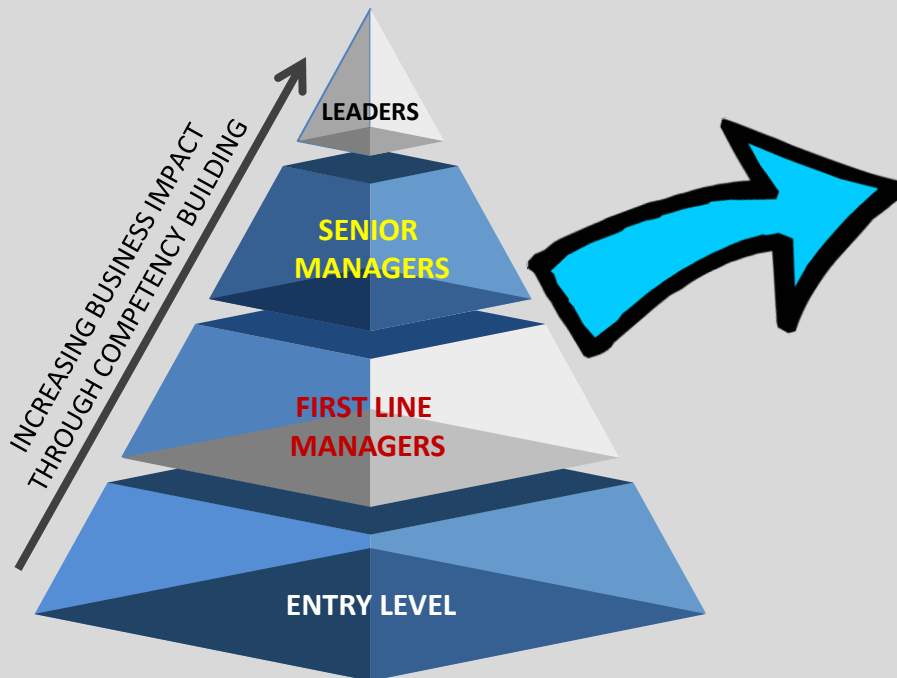 LEADERS
INCREASING BUSINESS IMPACT
THROUGH COMPETENCY BUILDING
SENIOR
MANAGERS
FIRST LINE
MANAGERS
ENTRY LEVEL